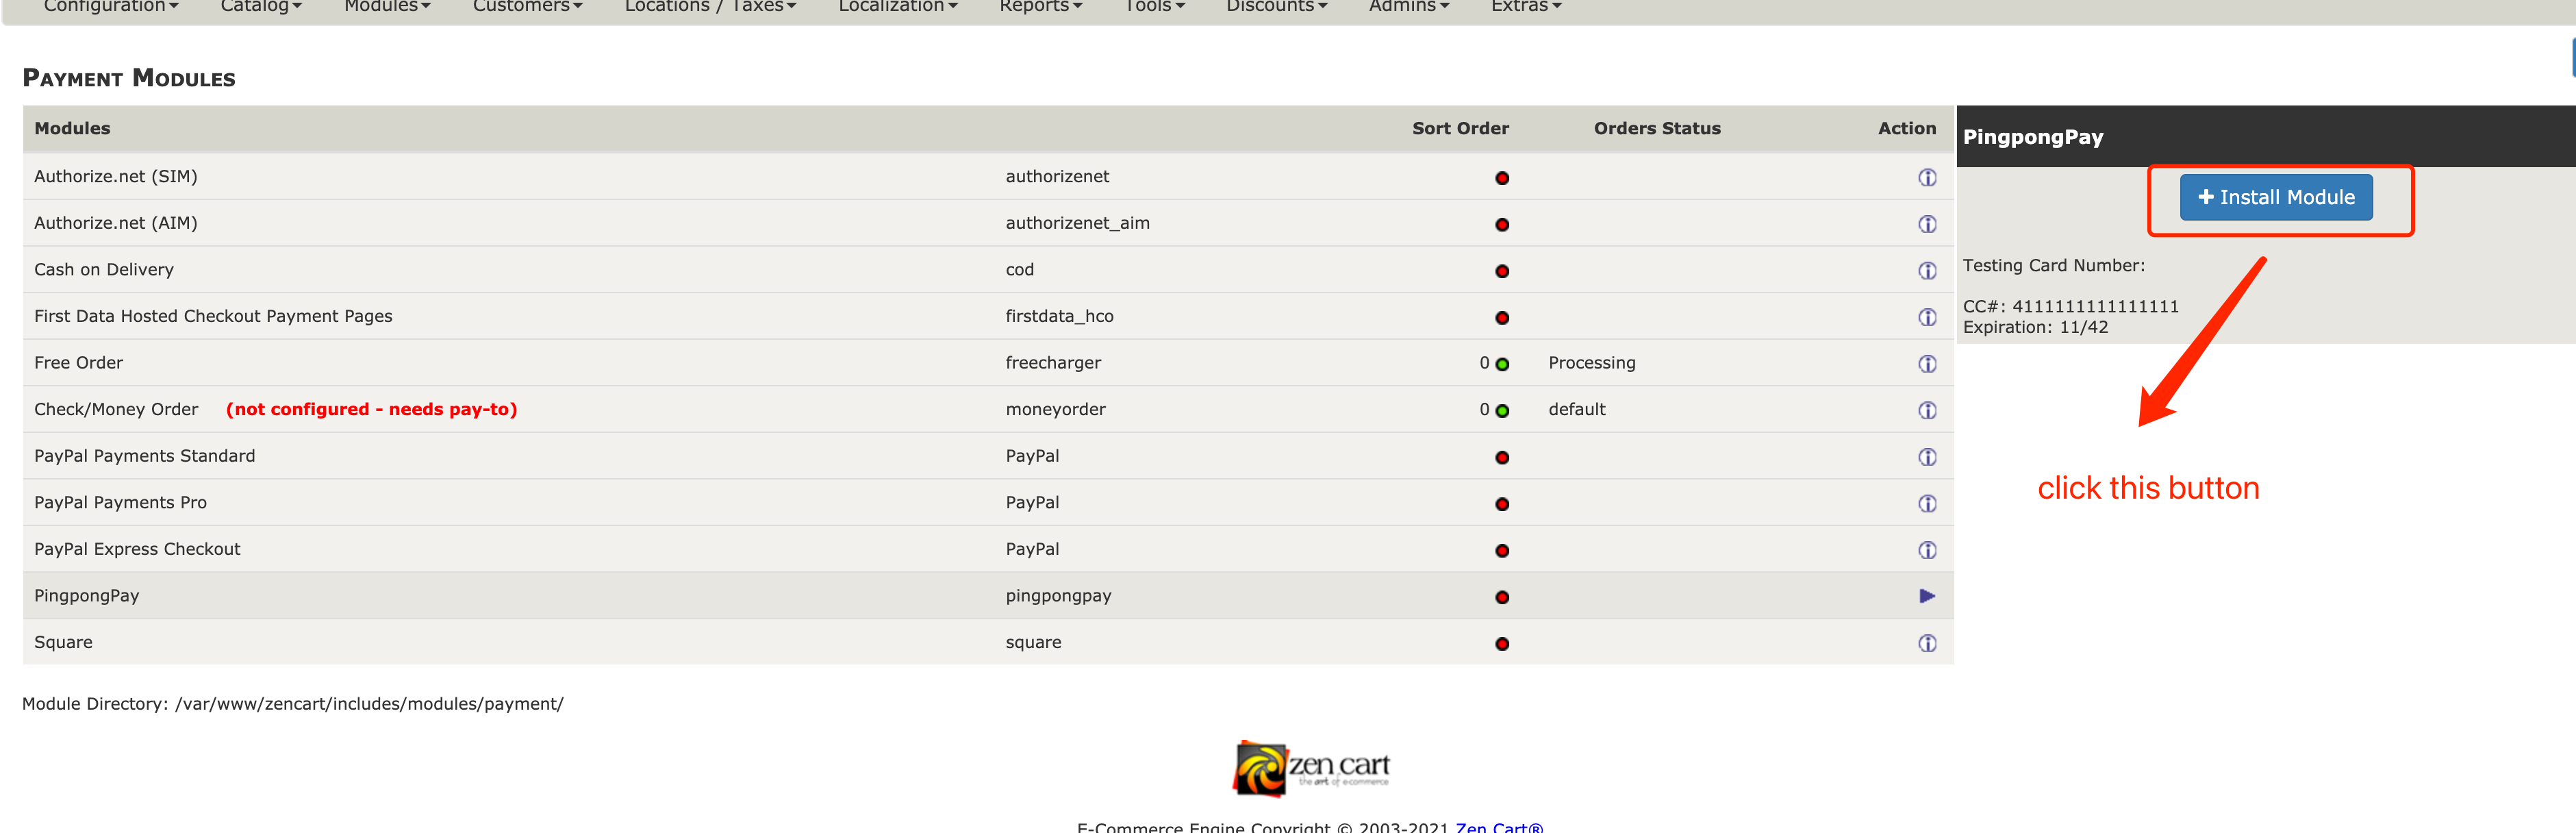 Configuration Catalog Modules Customers Locations / Taxes Localization Reports Tools Discounts Admins Extras
PAYMENT MODULES
Modules Sort Order Orders Status Action
Authorize.net (SIM) authorizenet
Authorize.net (AIM) authorizenet_aim
Cash on Delivery cod
First Data Hosted Checkout Payment Pages firstdata_hco
Free Order freecharger 0 Processing
Check/Money Order (not configured - needs pay-to) moneyorder 0 default
PayPal Payments Standard PayPal
PayPal Payments Pro PayPal
PayPal Express Checkout PayPal
PingpongPay pingpongpay
Square square
PingpongPay
+ Install Module
Testing Card Number:
CC#: 4111111111111111
Expiration: 11/42
click this button
Module Directory: /var/www/zencart/includes/modules/payment/
zen cart
the art of e-commerce
E-Commerce Engine Copyright © 2003-2021 Zen Cart®